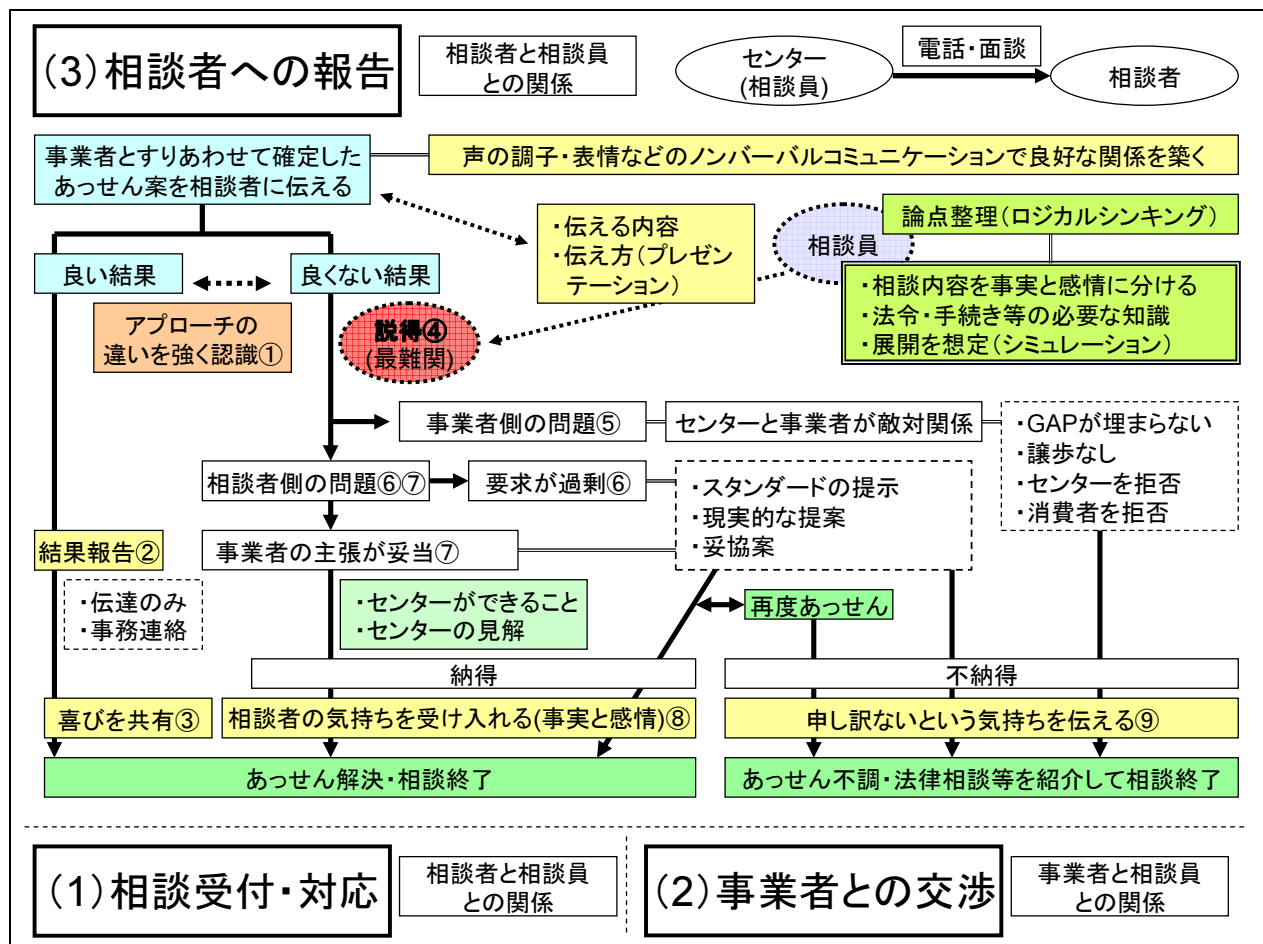 (3)相談者への報告
相談者と相談員
との関係
センター
(相談員)
電話・面談
相談者
事業者とすりあわせて確定した
あっせん案を相談者に伝える
声の調子・表情などのノンバーバルコミュニケーションで良好な関係を築く
・伝える内容
・伝え方(プレゼン
テーション)
相談員
論点整理(ロジカルシンキング)
・相談内容を事実と感情に分ける
・法令・手続き等の必要な知識
・展開を想定(シミュレーション)
良い結果
良くない結果
アプローチの
違いを強く認識①
説得④
(最難関)
事業者側の問題⑤
センターと事業者が敵対関係
・GAPが埋まらない
・譲歩なし
・センターを拒否
・消費者を拒否
相談者側の問題⑥⑦
要求が過剰⑥
・スタンダードの提示
・現実的な提案
・妥協案
結果報告②
事業者の主張が妥当⑦
・伝達のみ
・事務連絡
・センターができること
・センターの見解
再度あっせん
納得
不納得
喜びを共有③
相談者の気持ちを受け入れる(事実と感情)⑧
申し訳ないという気持ちを伝える⑨
あっせん解決・相談終了
あっせん不調・法律相談等を紹介して相談終了
(1)相談受付・対応
相談者と相談員
との関係
(2)事業者との交渉
事業者と相談員
との関係